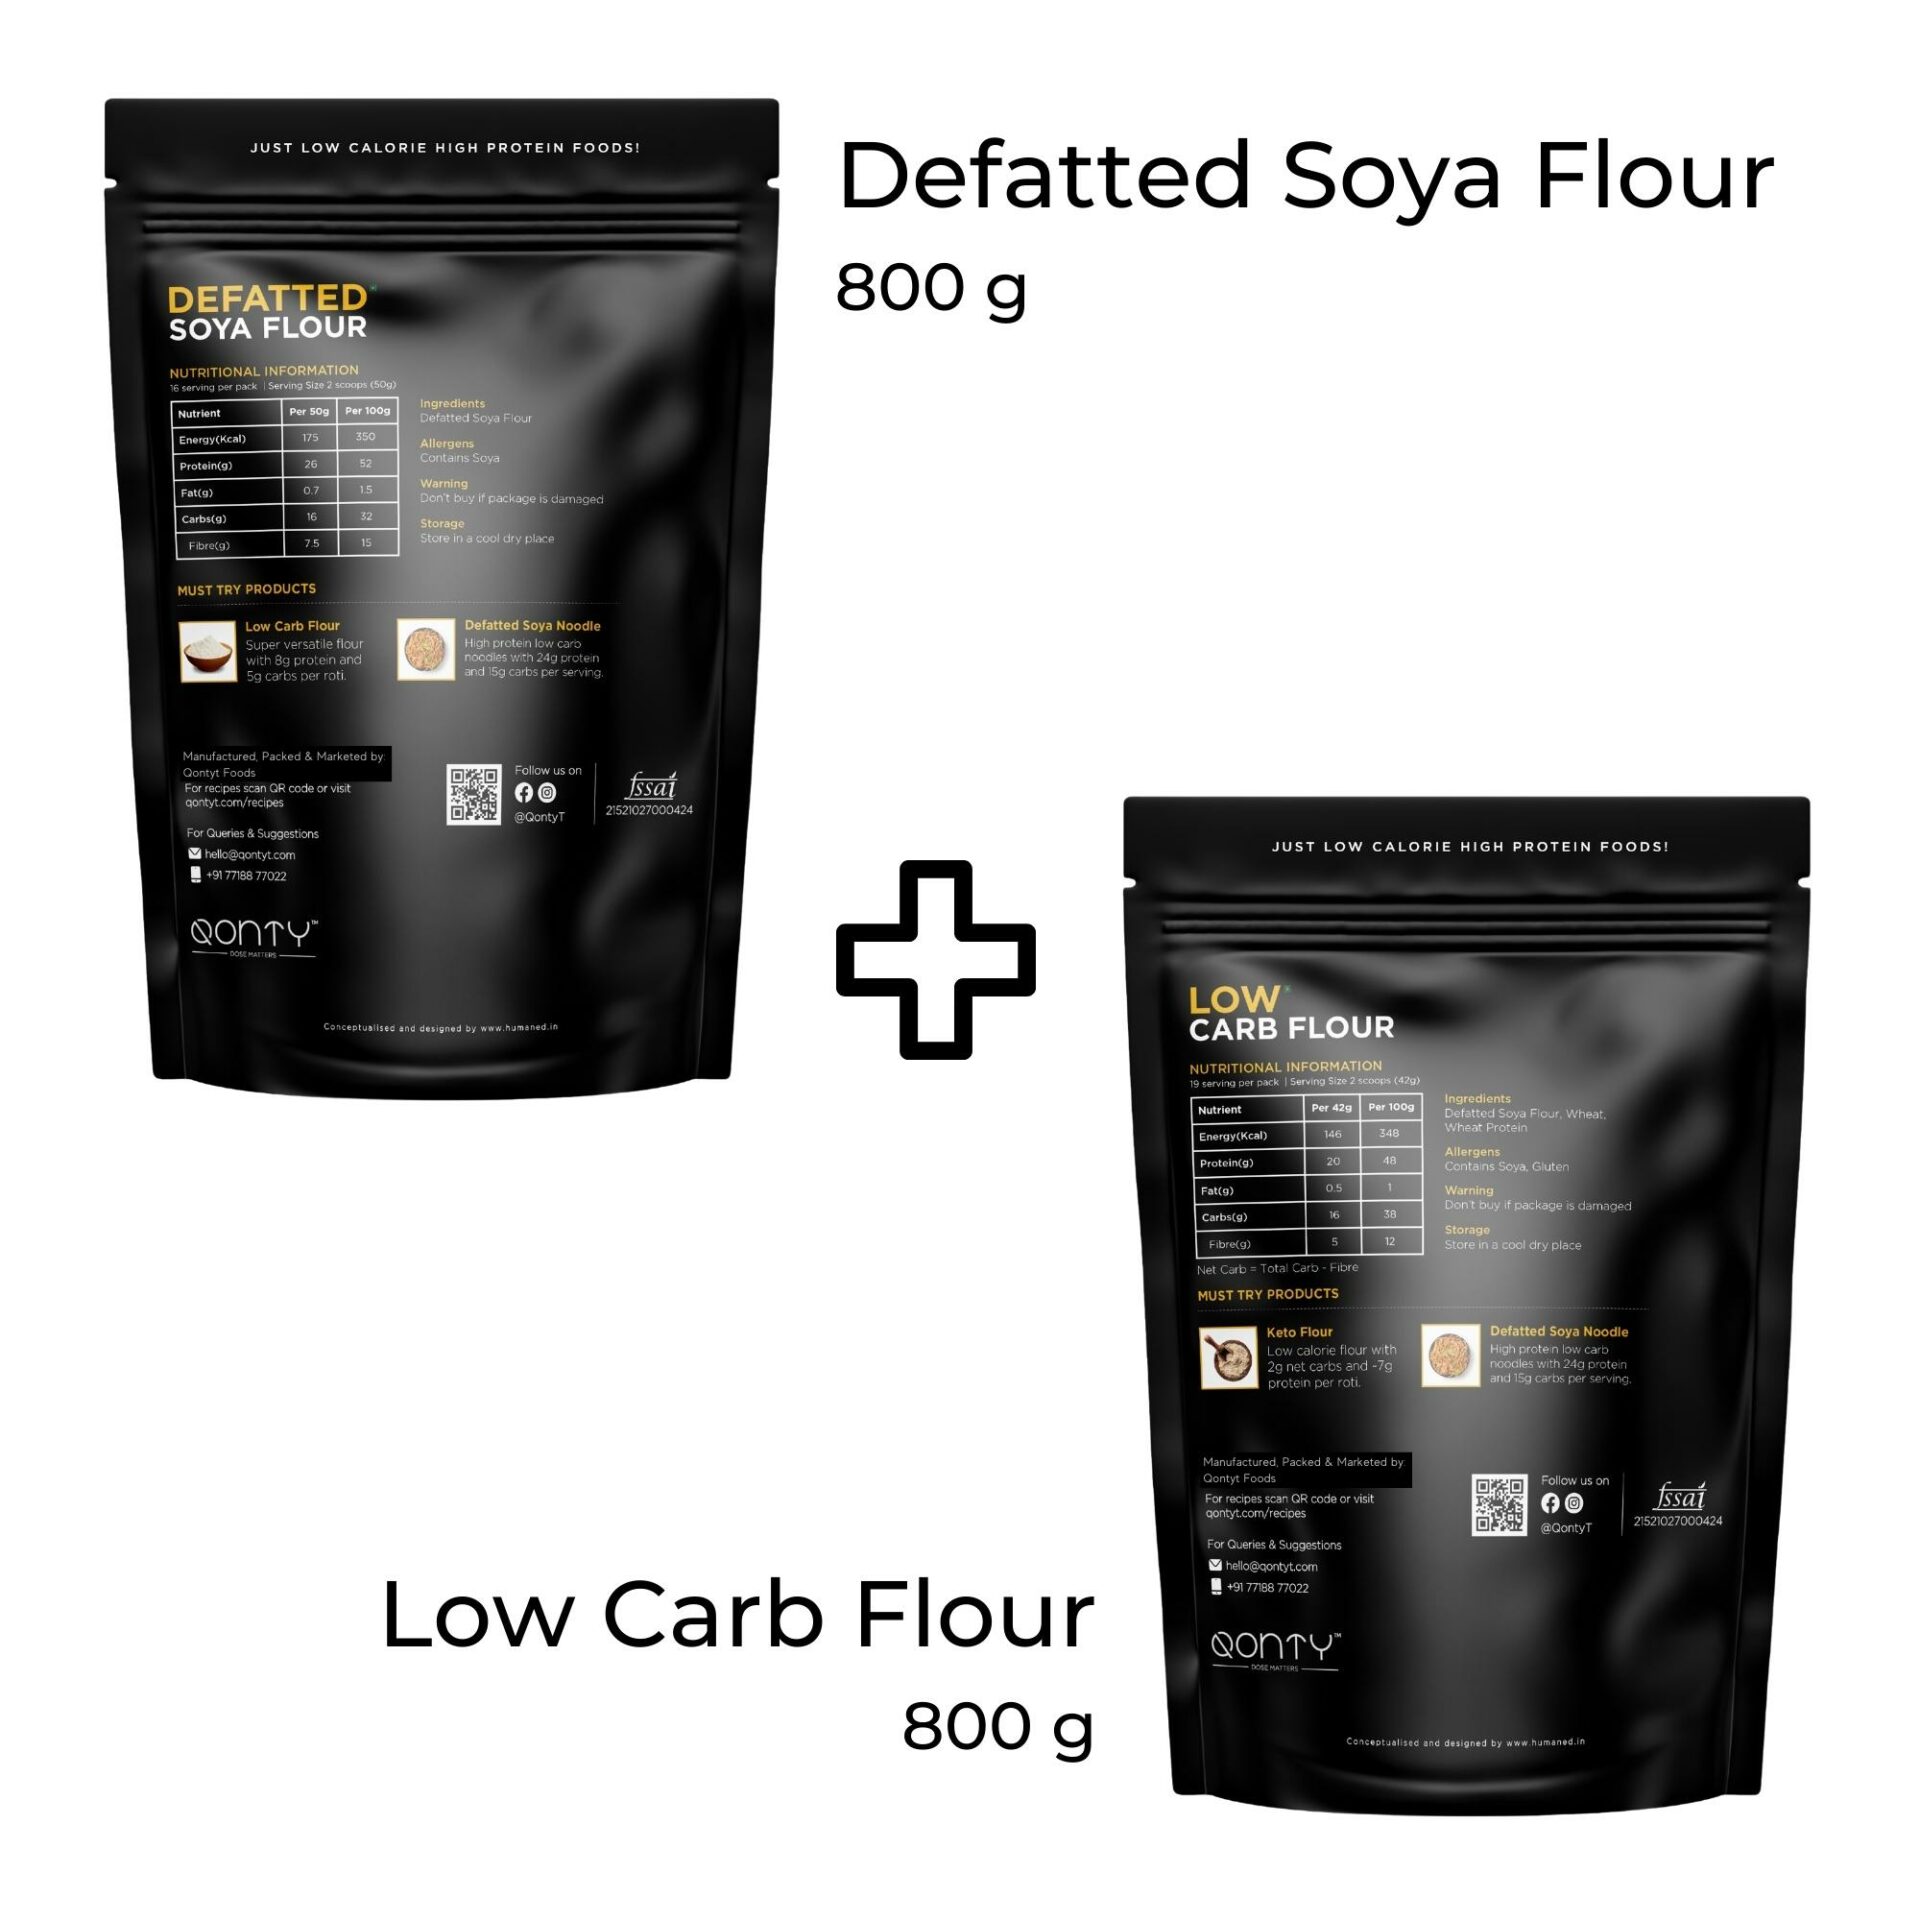 JUST LOW CALORIE HIGH PROTEIN FOODS!
DEFATTED
SOYA FLOUR
NUTRITIONAL INFORMATION
16 serving per pack | Serving Size 2 scoops (50g)
Nutrient Per 50g Per 100g
Energy(Kcal) 175 350
Protein(g) 26 52
Fat(g) 0.7 1.5
Carbs(g) 16 32
Fibre(g) 7.5 15
Ingredients
Defatted Soya Flour
Allergens
Contains Soya
Warning
Don't buy if package is damaged
Storage
Store in a cool dry place
MUST TRY PRODUCTS
Low Carb Flour
Super versatile flour
with 8g protein and
5g carbs per roti.
Defatted Soya Noodle
High protein low carb
noodles with 24g protein
and 15g carbs per serving.
Manufactured, Packed & Marketed by:
Qontyt Foods
For recipes scan QR code or visit
qontyt.com/recipes
For Queries & Suggestions
hello@qontyt.com
+91 77188 77022
Follow us on
@QontyT
fssai
21521027000424
QONTY™
DOSE MATTERS
Conceptualised and designed by www.humaned.in
Defatted Soya Flour
800 g
JUST LOW CALORIE HIGH PROTEIN FOODS!
LOW
CARB FLOUR
NUTRITIONAL INFORMATION
19 serving per pack | Serving Size 2 scoops (42g)
Nutrient Per 42g Per 100g
Energy(Kcal) 146 348
Protein(g) 20 48
Fat(g) 0.5 1
Carbs(g) 16 38
Fibre(g) 5 12
Net Carb = Total Carb - Fibre
Ingredients
Defatted Soya Flour, Wheat,
Wheat Protein
Allergens
Contains Soya, Gluten
Warning
Don't buy if package is damaged
Storage
Store in a cool dry place
MUST TRY PRODUCTS
Keto Flour
Low calorie flour with
2g net carbs and ~7g
protein per roti.
Defatted Soya Noodle
High protein low carb
noodles with 24g protein
and 15g carbs per serving.
Manufactured, Packed & Marketed by:
Qontyt Foods
For recipes scan QR code or visit
qontyt.com/recipes
For Queries & Suggestions
hello@qontyt.com
+91 77188 77022
Follow us on
@QontyT
fssai
21521027000424
QONTY™
DOSE MATTERS
Conceptualised and designed by www.humaned.in
Low Carb Flour
800 g